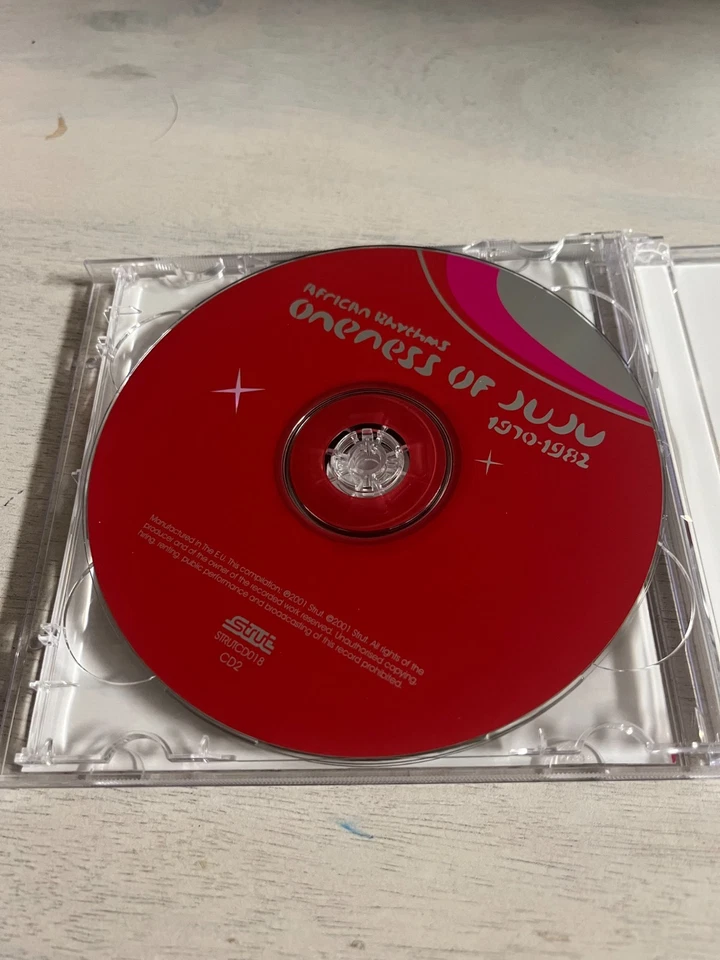 AFRICAN RHYTHMS
ONENESS OF JUJU
1970-1982
Manufactured in The E.U. This compilation: ℗2001 Strut. ©2001 Strut. All rights of the
producer and of the owner of the recorded work reserved. Unauthorised copying,
hiring, renting, public performance and broadcasting of this record prohibited.
Strut
STRUTCD018
CD2